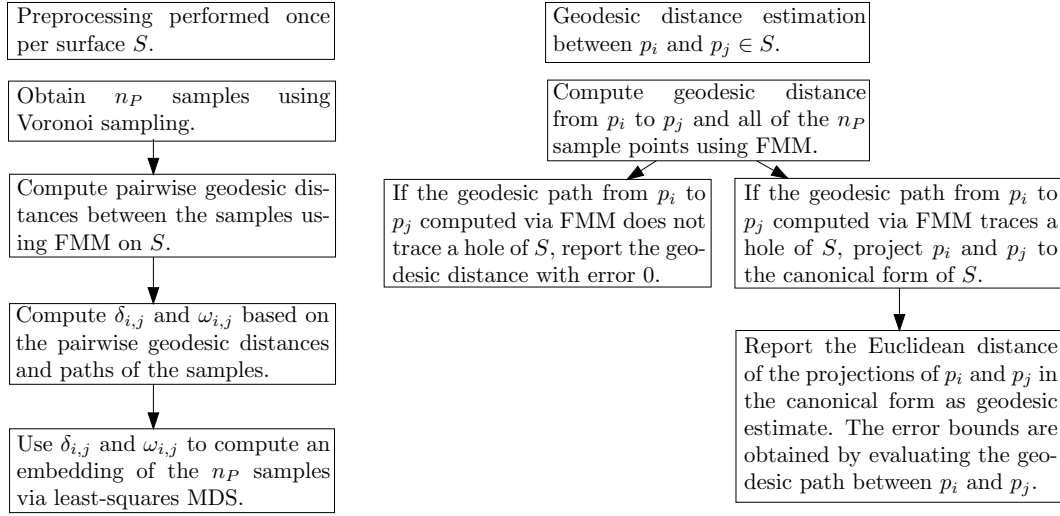 Preprocessing performed once
per surface S.
Obtain n_P samples using
Voronoi sampling.
Compute pairwise geodesic dis-
tances between the samples us-
ing FMM on S.
Compute δ_{i,j} and ω_{i,j} based on
the pairwise geodesic distances
and paths of the samples.
Use δ_{i,j} and ω_{i,j} to compute an
embedding of the n_P samples
via least-squares MDS.
Geodesic distance estimation
between p_i and p_j ∈ S.
Compute geodesic distance
from p_i to p_j and all of the n_P
sample points using FMM.
If the geodesic path from p_i to
p_j computed via FMM does not
trace a hole of S, report the geo-
desic distance with error 0.
If the geodesic path from p_i to
p_j computed via FMM traces a
hole of S, project p_i and p_j to
the canonical form of S.
Report the Euclidean distance
of the projections of p_i and p_j in
the canonical form as geodesic
estimate. The error bounds are
obtained by evaluating the geo-
desic path between p_i and p_j.